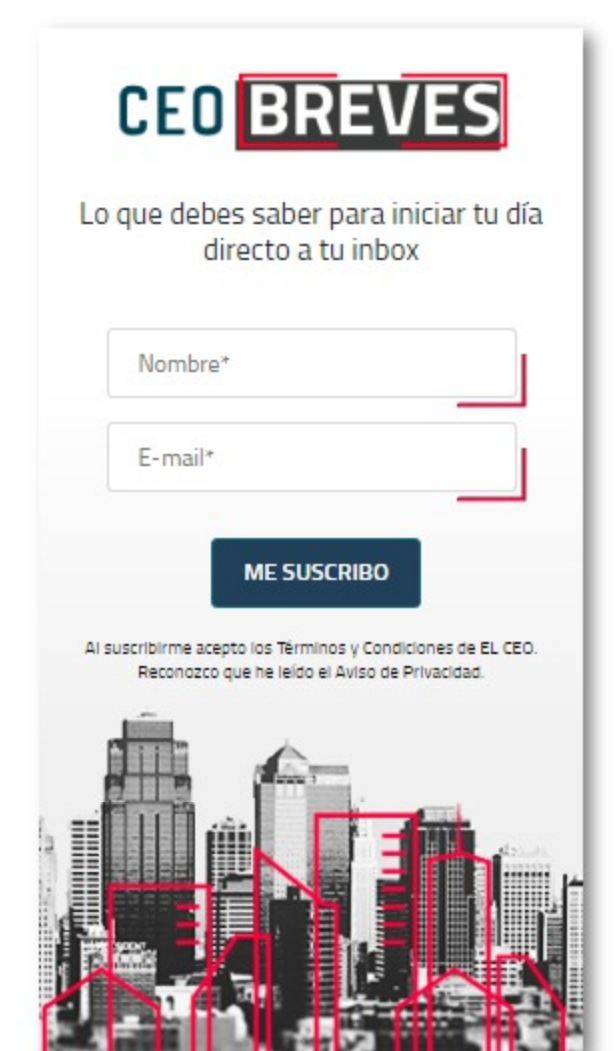 CEO BREVES
Lo que debes saber para iniciar tu día
directo a tu inbox
Nombre*
E-mail*
ME SUSCRIBO
Al suscribirme acepto los Términos y Condiciones de EL CEO.
Reconozco que he leído el Aviso de Privacidad.